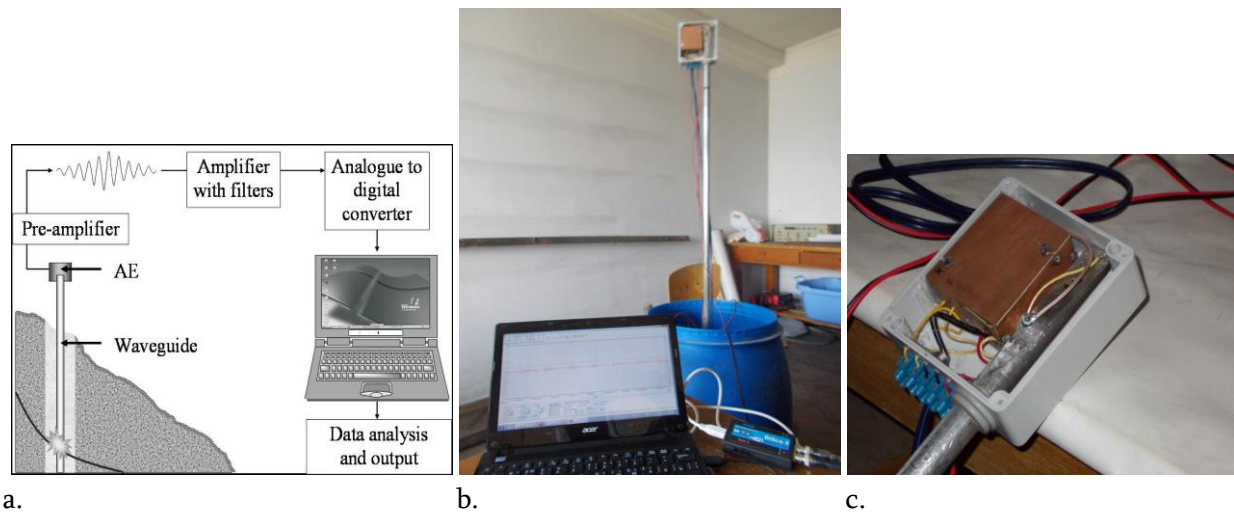 Amplifier
with filters
Analogue to
digital
converter
Pre-amplifier
AE
Waveguide
Data analysis
and output
acer
a.
b.
c.